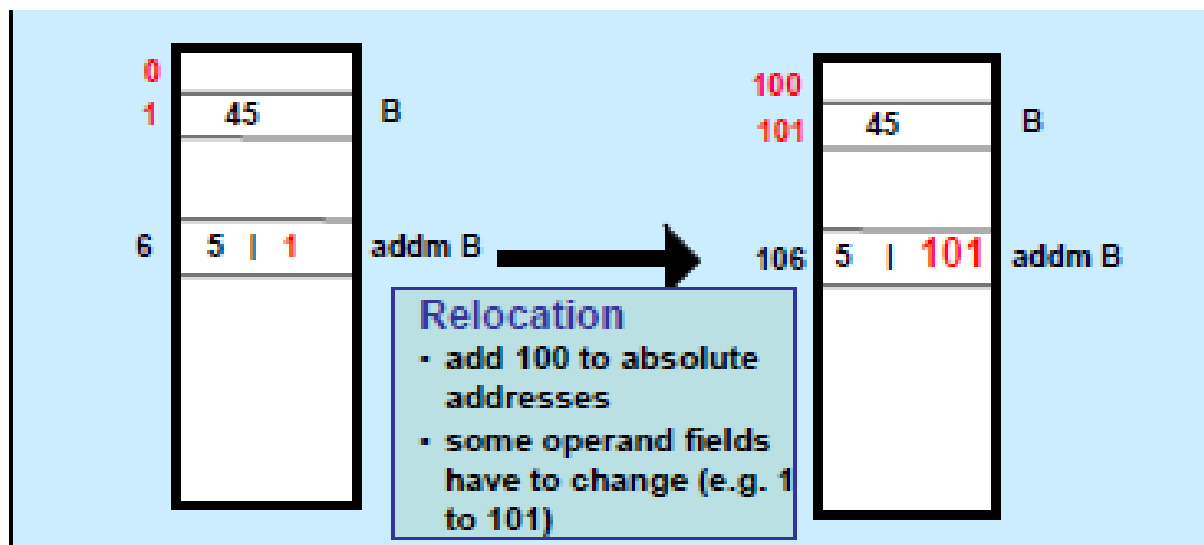 0
1 45 B
6 5 | 1 addm B
100
101 45 B
106 5 | 101 addm B
Relocation
- add 100 to absolute
addresses
- some operand fields
have to change (e.g. 1
to 101)